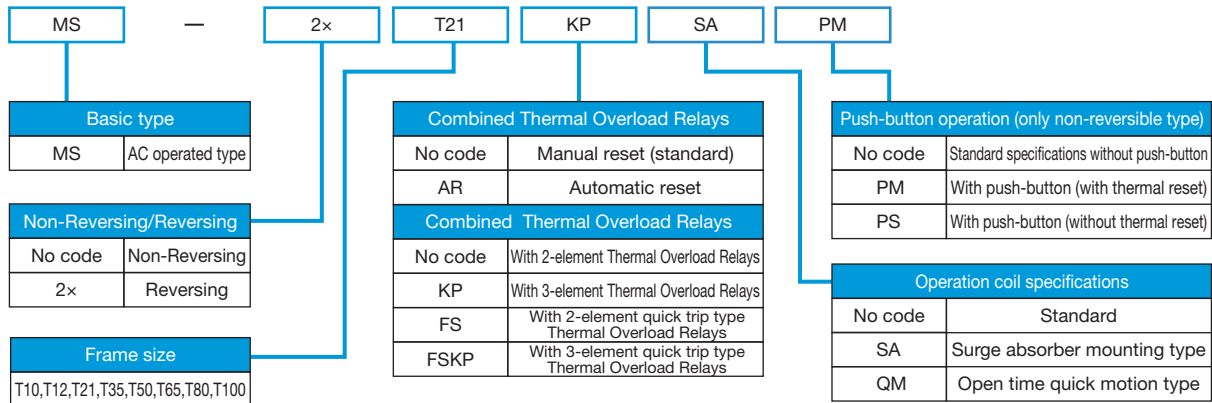 MS — 2× T21 KP SA PM
Basic type
MS AC operated type
Non-Reversing/Reversing
No code Non-Reversing
2× Reversing
Frame size
T10,T12,T21,T35,T50,T65,T80,T100
Combined Thermal Overload Relays
No code Manual reset (standard)
AR Automatic reset
Combined Thermal Overload Relays
No code With 2-element Thermal Overload Relays
KP With 3-element Thermal Overload Relays
FS With 2-element quick trip type
Thermal Overload Relays
FSKP With 3-element quick trip type
Thermal Overload Relays
Push-button operation (only non-reversible type)
No code Standard specifications without push-button
PM With push-button (with thermal reset)
PS With push-button (without thermal reset)
Operation coil specifications
No code Standard
SA Surge absorber mounting type
QM Open time quick motion type